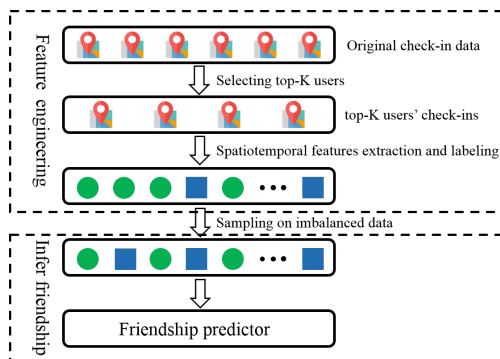 Feature engineering
Original check-in data
Selecting top-K users
top-K users' check-ins
Spatiotemporal features extraction and labeling
Sampling on imbalanced data
Infer friendship
Friendship predictor